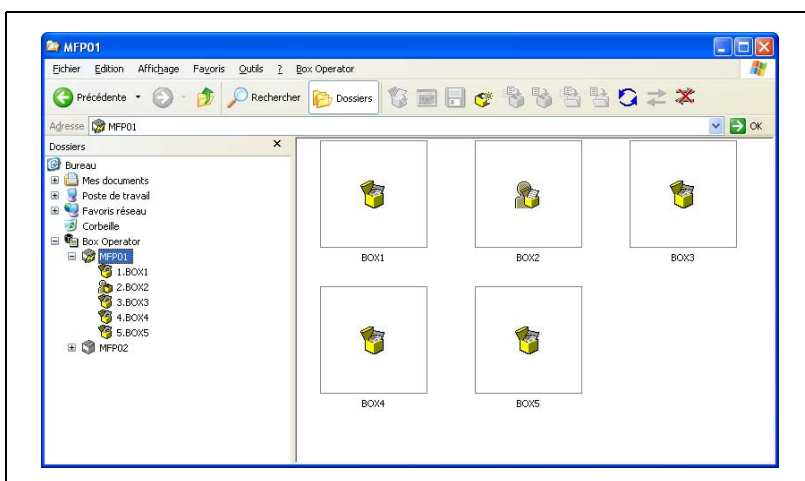 MFP01
Fichier Edition Affichage Favoris Outils ? Box Operator
Précédente Rechercher Dossiers
Adresse MFP01 OK
Dossiers
Bureau
Mes documents
Poste de travail
Favoris réseau
Corbeille
Box Operator
MFP01
1.BOX1
2.BOX2
3.BOX3
4.BOX4
5.BOX5
MFP02
BOX1 BOX2 BOX3
BOX4 BOX5